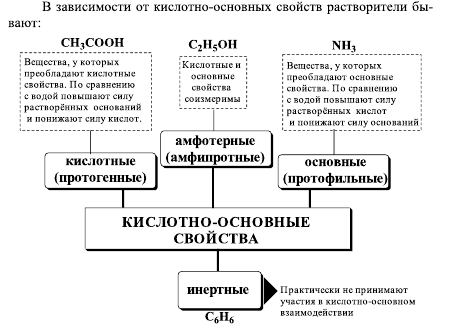 В зависимости от кислотно-основных свойств растворители бы-
вают:
CH3COOH
Вещества, у которых
преобладают кислотные
свойства. По сравнению
с водой повышают силу
растворённых оснований
и понижают силу кислот.
кислотные
(протогенные)
C2H5OH
Кислотные и
основные
свойства
соизмеримы
амфотерные
(амфипротные)
NH3
Вещества, у которых
преобладают основные
свойства. По сравнению
с водой повышают силу
растворённых кислот
и понижают силу оснований
основные
(протофильные)
КИСЛОТНО-ОСНОВНЫЕ
СВОЙСТВА
инертные
C6H6
Практически не принимают
участия в кислотно-основном
взаимодействии